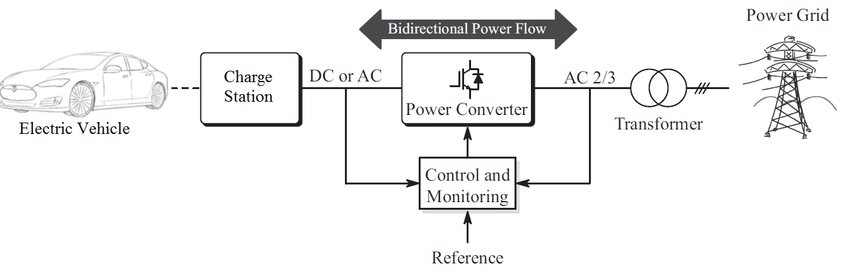 Power Grid
Bidirectional Power Flow
Charge
Station
DC or AC
AC 2/3
Power Converter
Electric Vehicle
Transformer
Control and
Monitoring
Reference